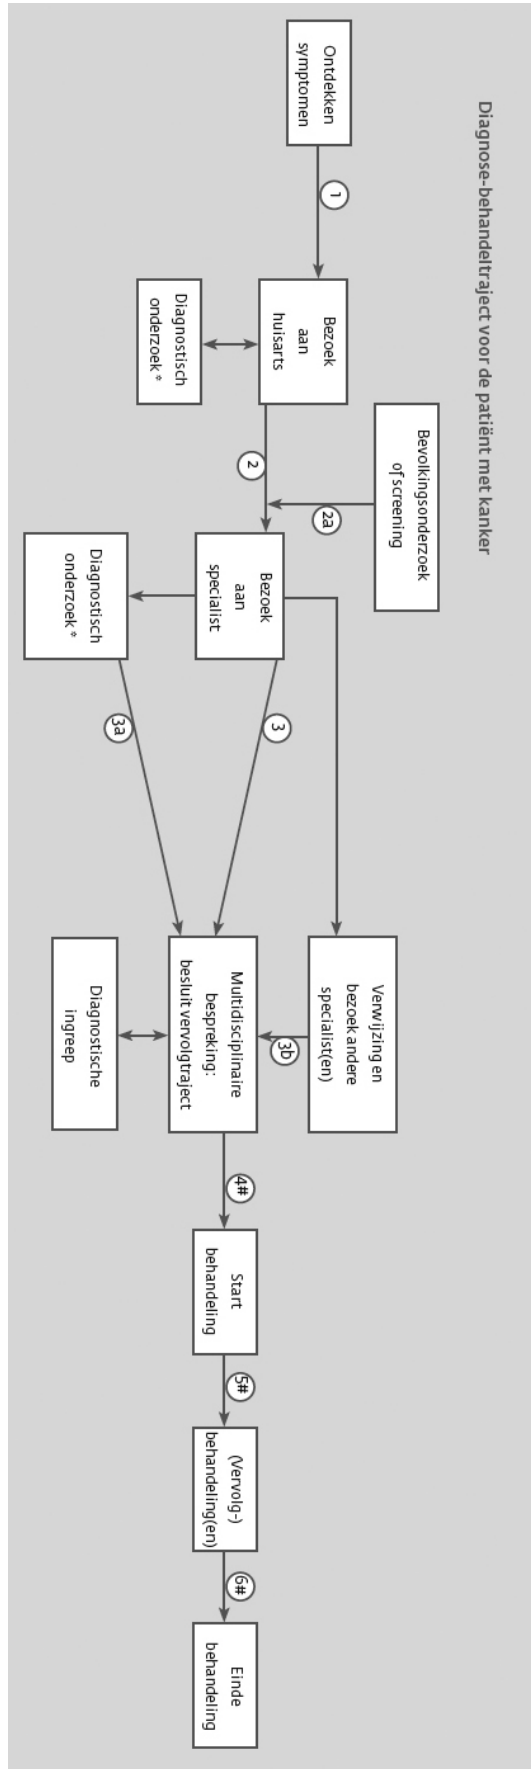 Diagnose-behandeltraject voor de patiënt met kanker
Ontdekken
symptomen
1
Bezoek
aan
huisarts
Diagnostisch
onderzoek *
Bevolkingsonderzoek
of screening
2
2a
Bezoek
aan
specialist
Diagnostisch
onderzoek *
3
3a
Verwijzing en
bezoek andere
specialist(en)
3b
Multidisciplinaire
bespreking:
besluit vervolgtraject
Diagnostische
ingreep
4#
Start
behandeling
5#
(Vervolg-)
behandeling(en)
6#
Einde
behandeling